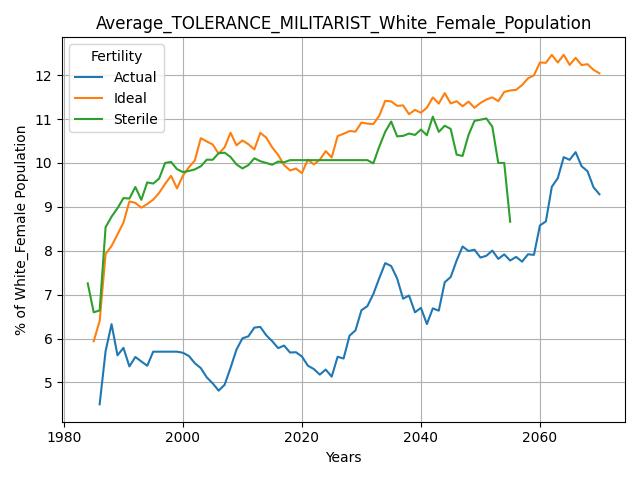 Average_TOLERANCE_MILITARIST_White_Female_Population
Fertility
Actual
Ideal
Sterile
% of White_Female Population
12
11
10
9
8
7
6
5
1980
2000
2020
2040
2060
Years